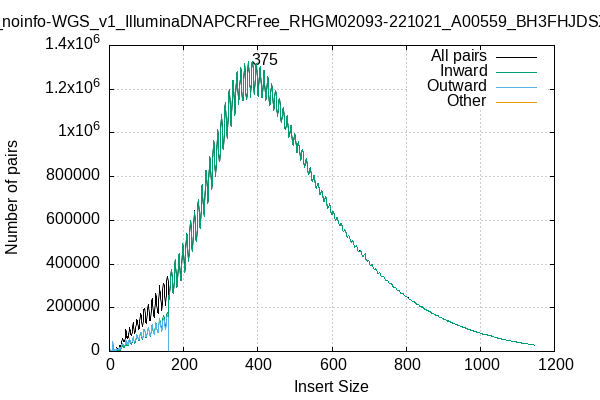 _noinfo-WGS_v1_IlluminaDNAPCRFree_RHGM02093-221021_A00559_BH3FHJDSX
1.4x10^6
1.2x10^6
1x10^6
800000
600000
400000
200000
0
Number of pairs
375
All pairs
Inward
Outward
Other
0 200 400 600 800 1000 1200
Insert Size